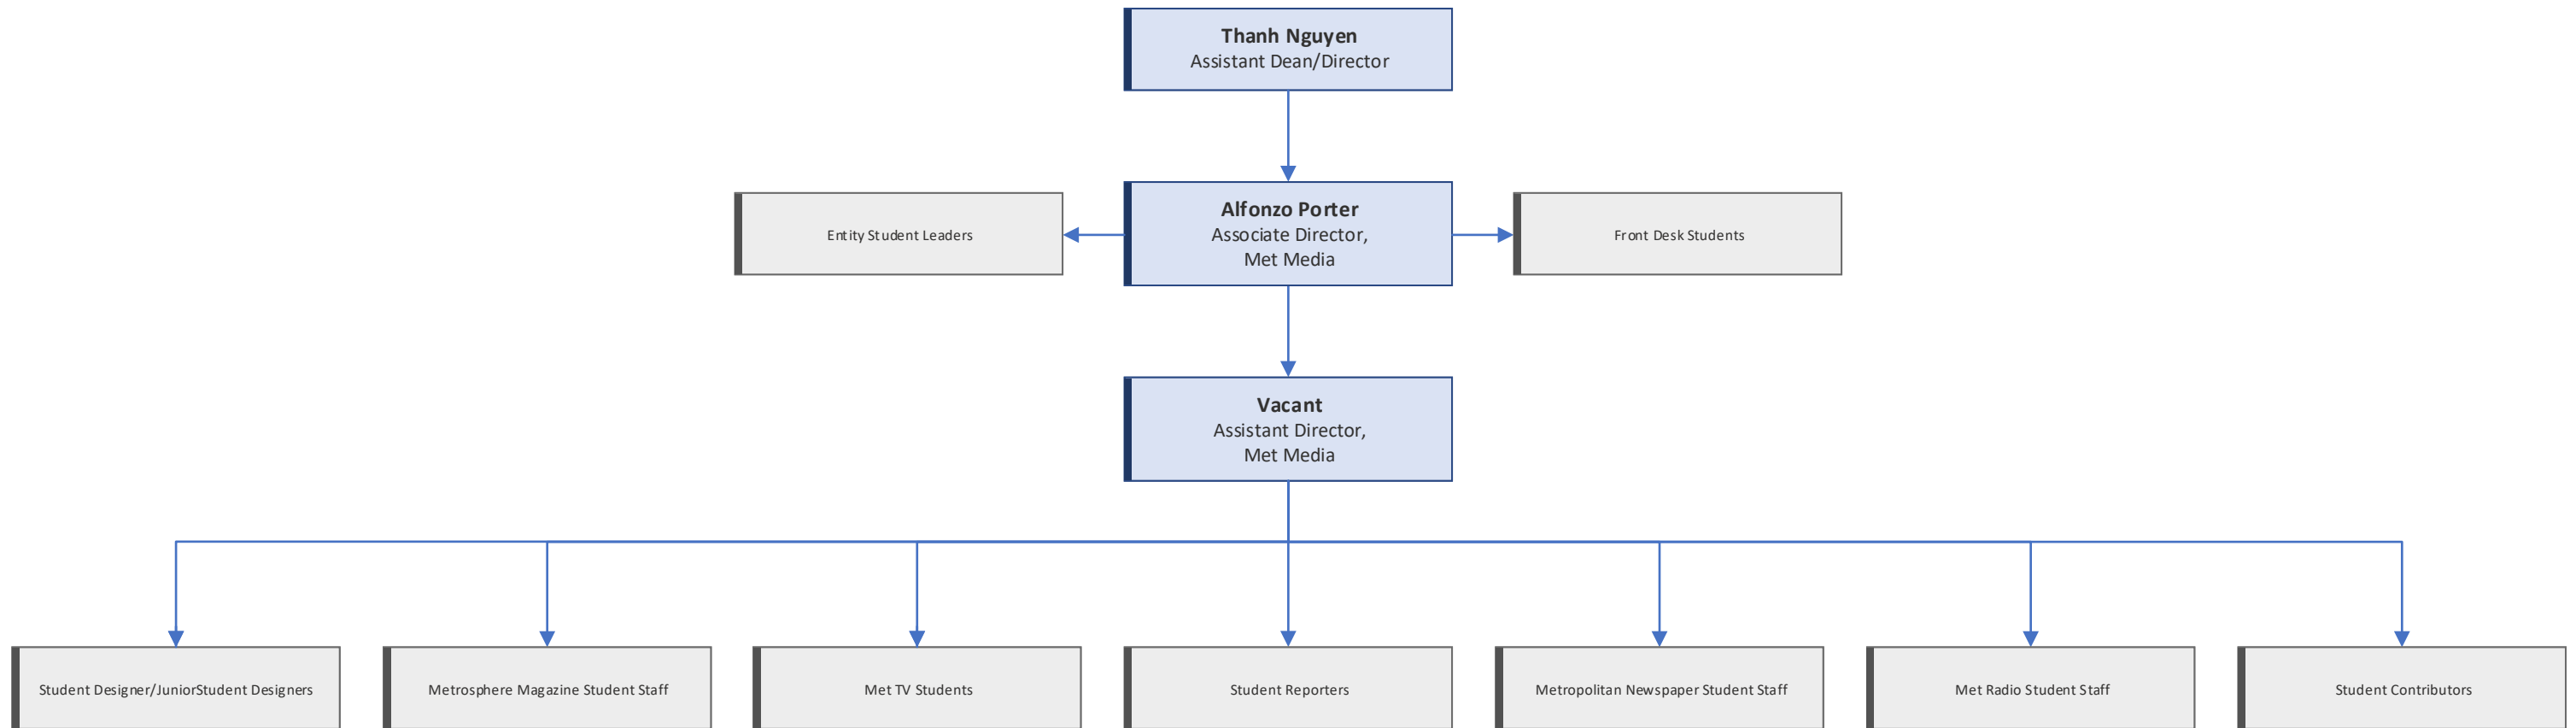 Thanh Nguyen
Assistant Dean/Director
Entity Student Leaders
Alfonzo Porter
Associate Director,
Met Media
Front Desk Students
Vacant
Assistant Director,
Met Media
Student Designer/JuniorStudent Designers
Metrosphere Magazine Student Staff
Met TV Students
Student Reporters
Metropolitan Newspaper Student Staff
Met Radio Student Staff
Student Contributors